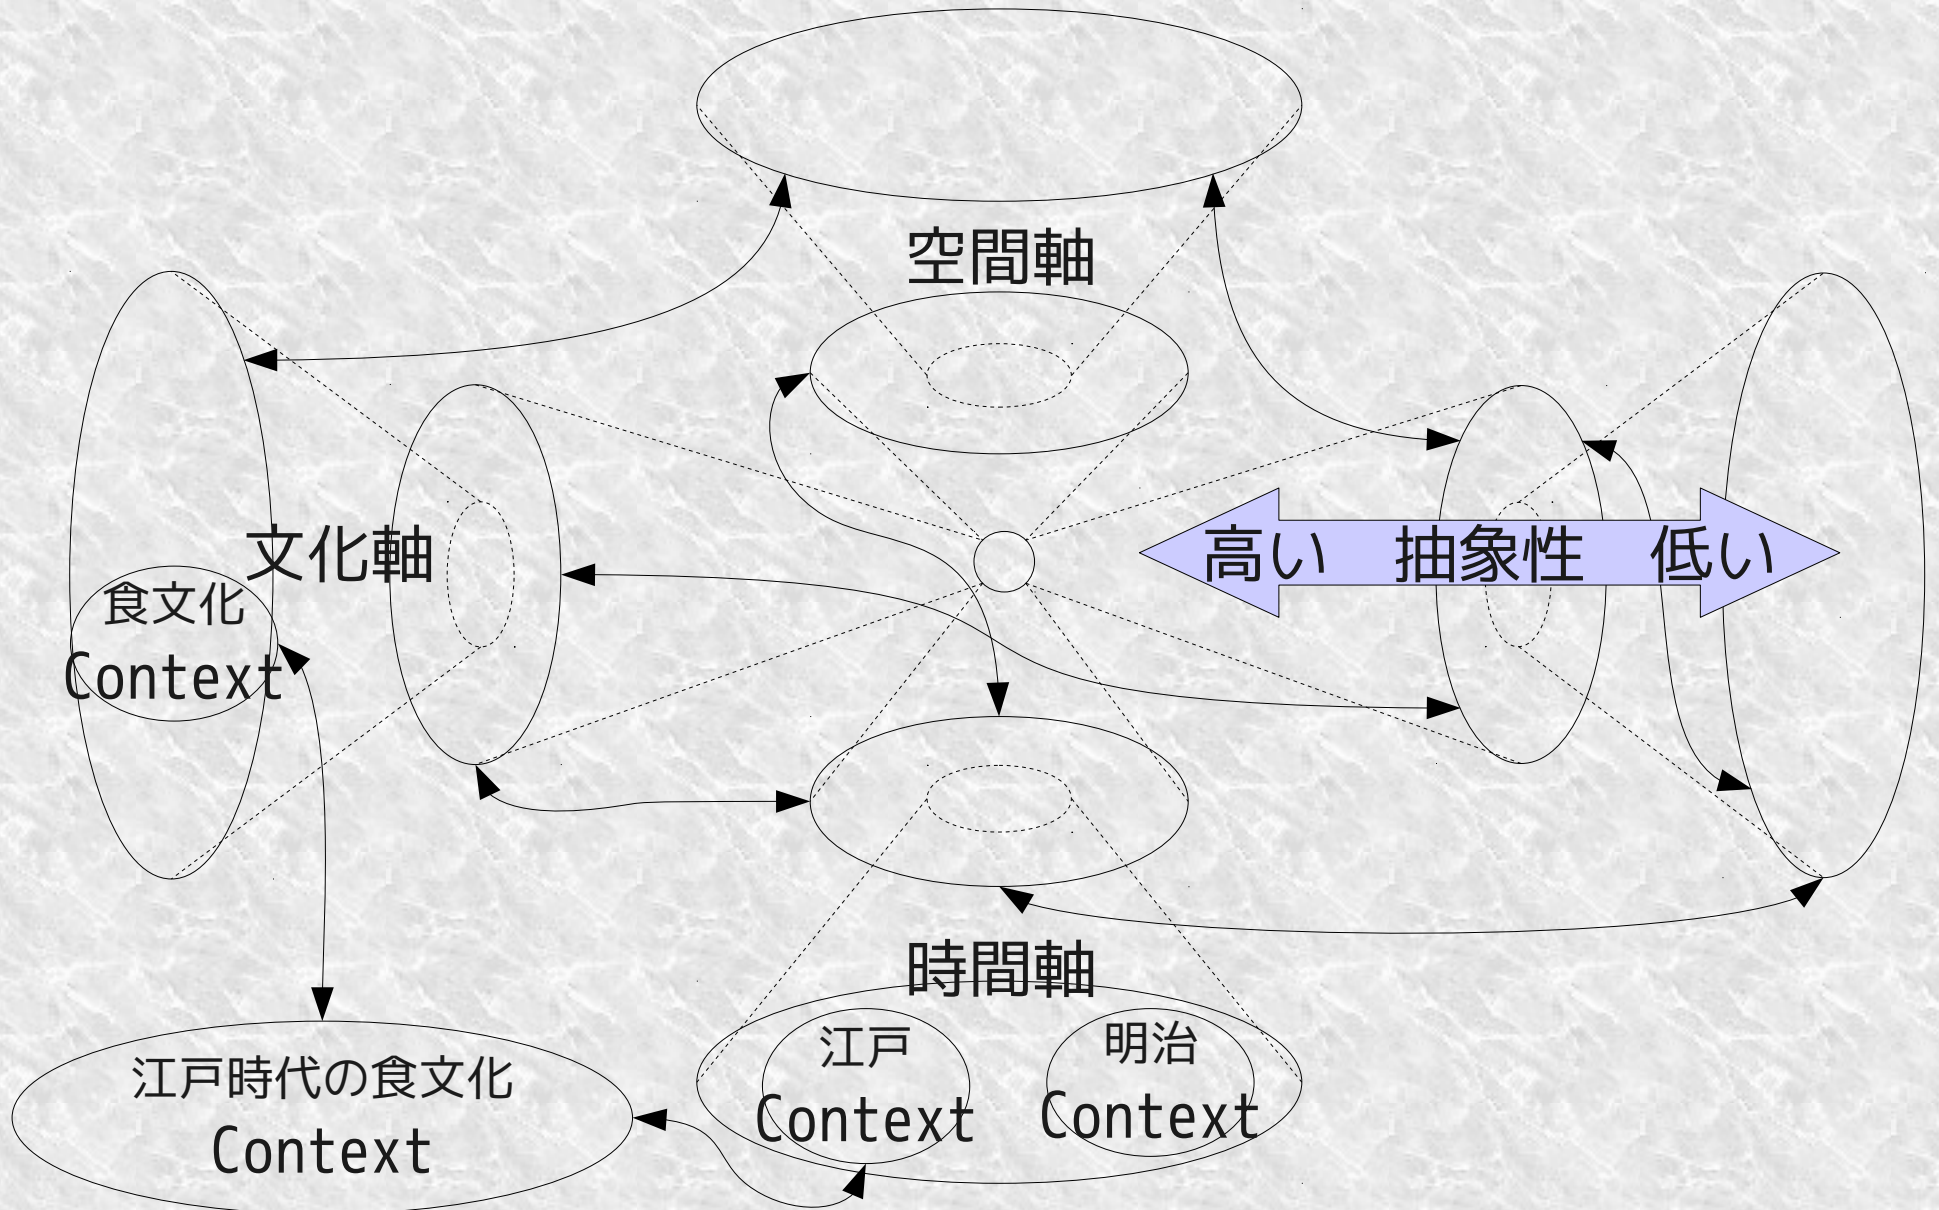 空間軸
文化軸
高い 抽象性 低い
食文化
Context
時間軸
江戸
Context
明治
Context
江戸時代の食文化
Context